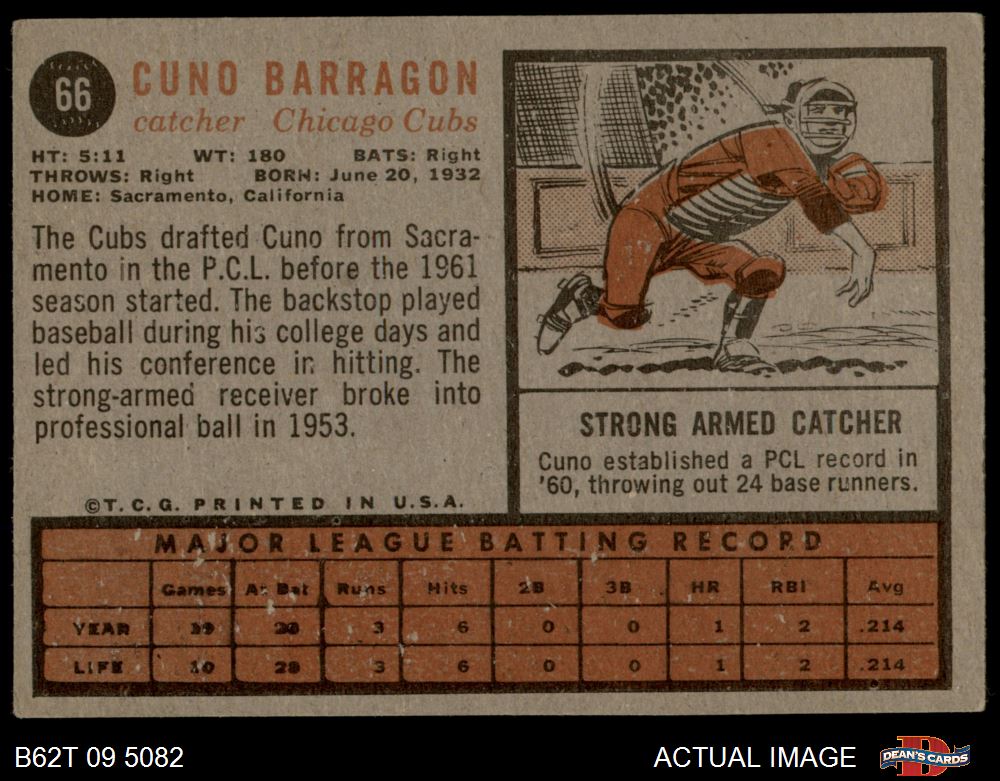 66
CUNO BARRAGON
catcher Chicago Cubs
HT: 5:11 WT: 180 BATS: Right
THROWS: Right BORN: June 20, 1932
HOME: Sacramento, California
The Cubs drafted Cuno from Sacra-
mento in the P.C.L. before the 1961
season started. The backstop played
baseball during his college days and
led his conference in hitting. The
strong-armed receiver broke into
professional ball in 1953.
©T.C.G. PRINTED IN U.S.A.
STRONG ARMED CATCHER
Cuno established a PCL record in
'60, throwing out 24 base runners.
MAJOR LEAGUE BATTING RECORD
Games At Bat Runs Hits 2B 3B HR RBI Avg
YEAR 3 6 0 0 1 2 .214
LIFE 10 28 3 6 0 0 1 2 .214
B62T 09 5082
ACTUAL IMAGE
DEAN'S CARDS